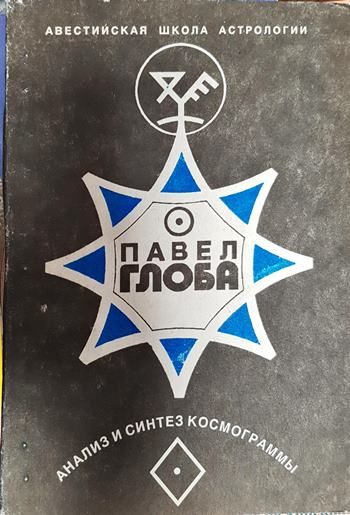 АВЕСТИЙСКАЯ ШКОЛА АСТРОЛОГИИ
ПАВЕЛ
ГЛОБА
АНАЛИЗ И СИНТЕЗ КОСМОГРАММЫ